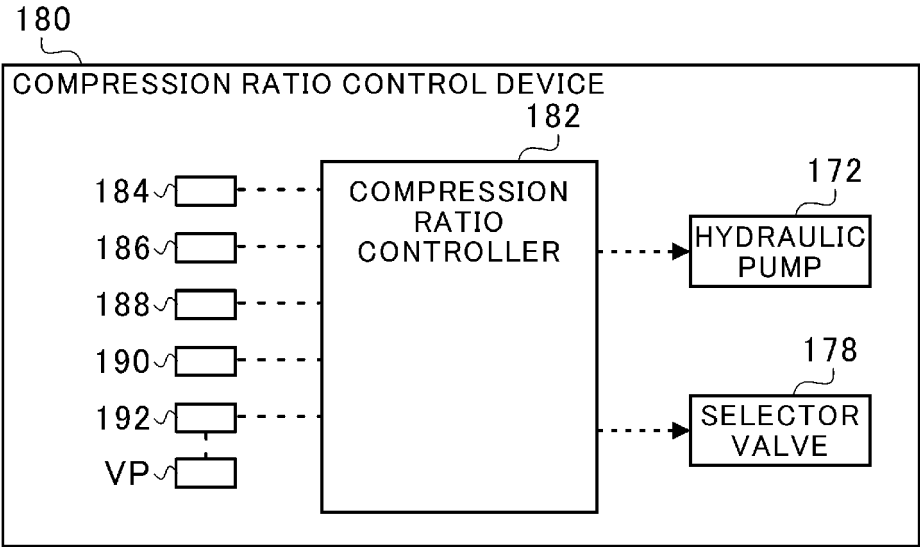 180
COMPRESSION RATIO CONTROL DEVICE
182
COMPRESSION
RATIO
CONTROLLER
184
186
188
190
192
VP
172
HYDRAULIC
PUMP
178
SELECTOR
VALVE